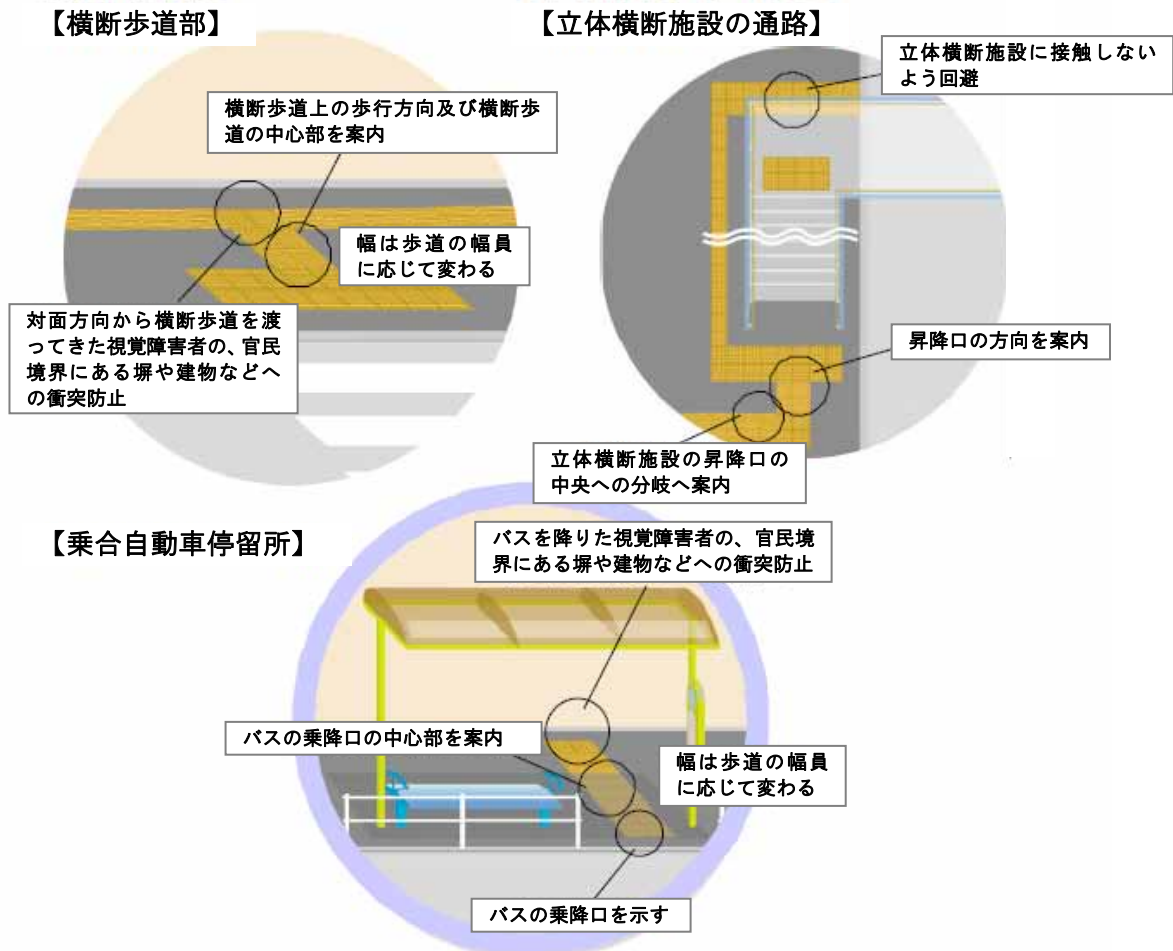 【横断歩道部】
【立体横断施設の通路】
立体横断施設に接触しない
よう回避
横断歩道上の歩行方向及び横断歩
道の中心部を案内
幅は歩道の幅員
に応じて変わる
対面方向から横断歩道を渡
ってきた視覚障害者の、官民
境界にある塀や建物などへ
の衝突防止
昇降口の方向を案内
立体横断施設の昇降口の
中央への分岐へ案内
【乗合自動車停留所】
バスを降りた視覚障害者の、官民境
界にある塀や建物などへの衝突防止
バスの乗降口の中心部を案内
幅は歩道の幅員
に応じて変わる
バスの乗降口を示す